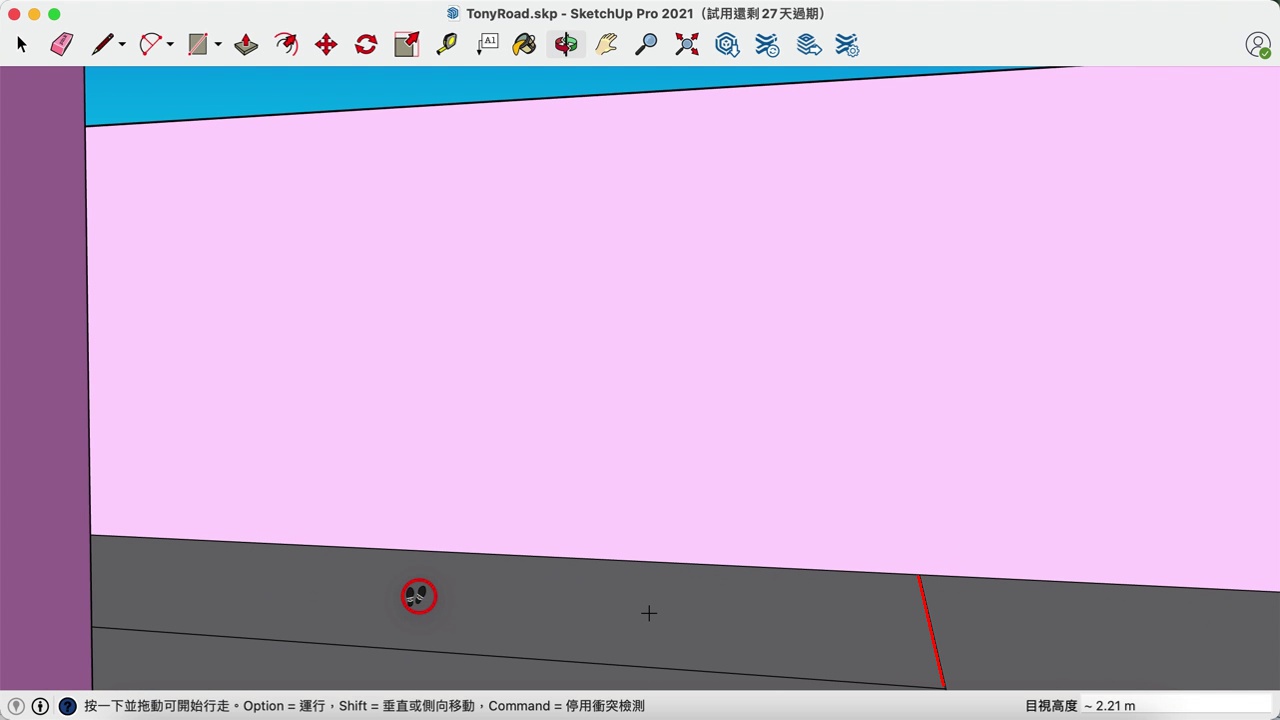 TonyRoad.skp - SketchUp Pro 2021（試用還剩 27 天過期）
A1
按一下並拖動可開始行走。Option = 運行，Shift = 垂直或側向移動，Command = 停用衝突檢測
目視高度 ~ 2.21 m